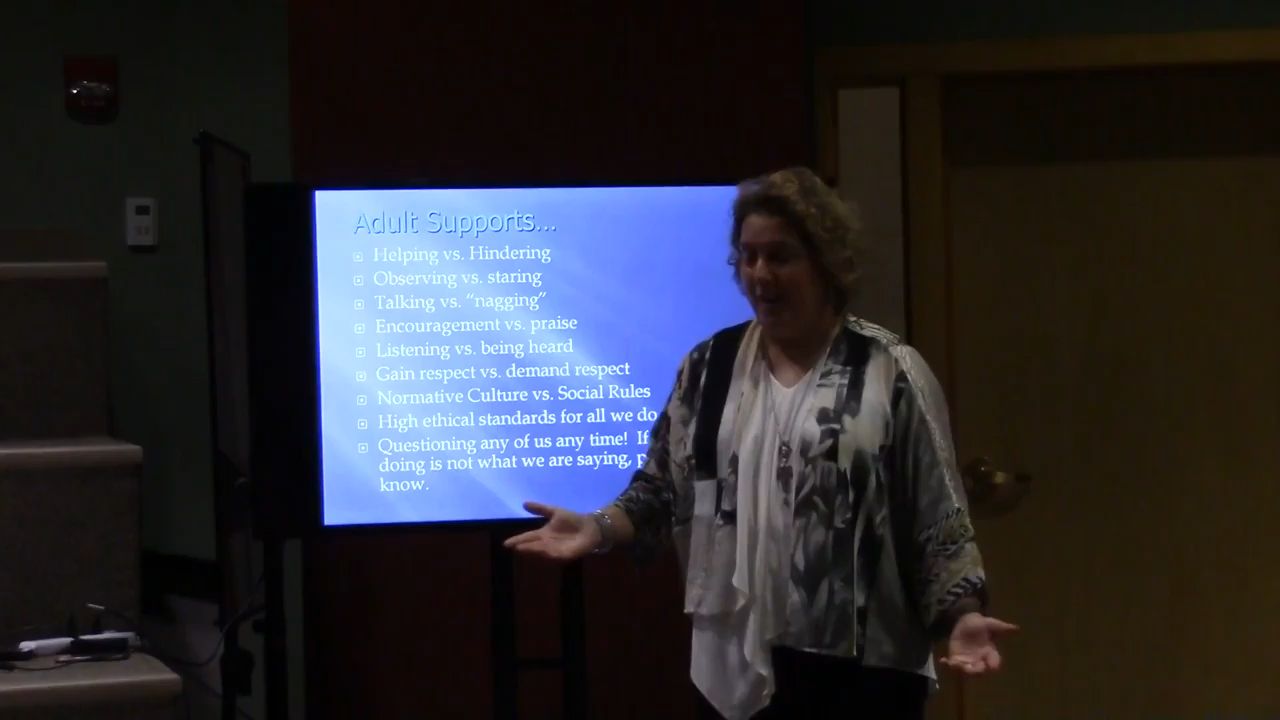 Adult Supports...
Helping vs. Hindering
Observing vs. staring
Talking vs. “nagging”
Encouragement vs. praise
Listening vs. being heard
Gain respect vs. demand respect
Normative Culture vs. Social Rules
High ethical standards for all we do
Questioning any of us any time! If
doing is not what we are saying,
know.